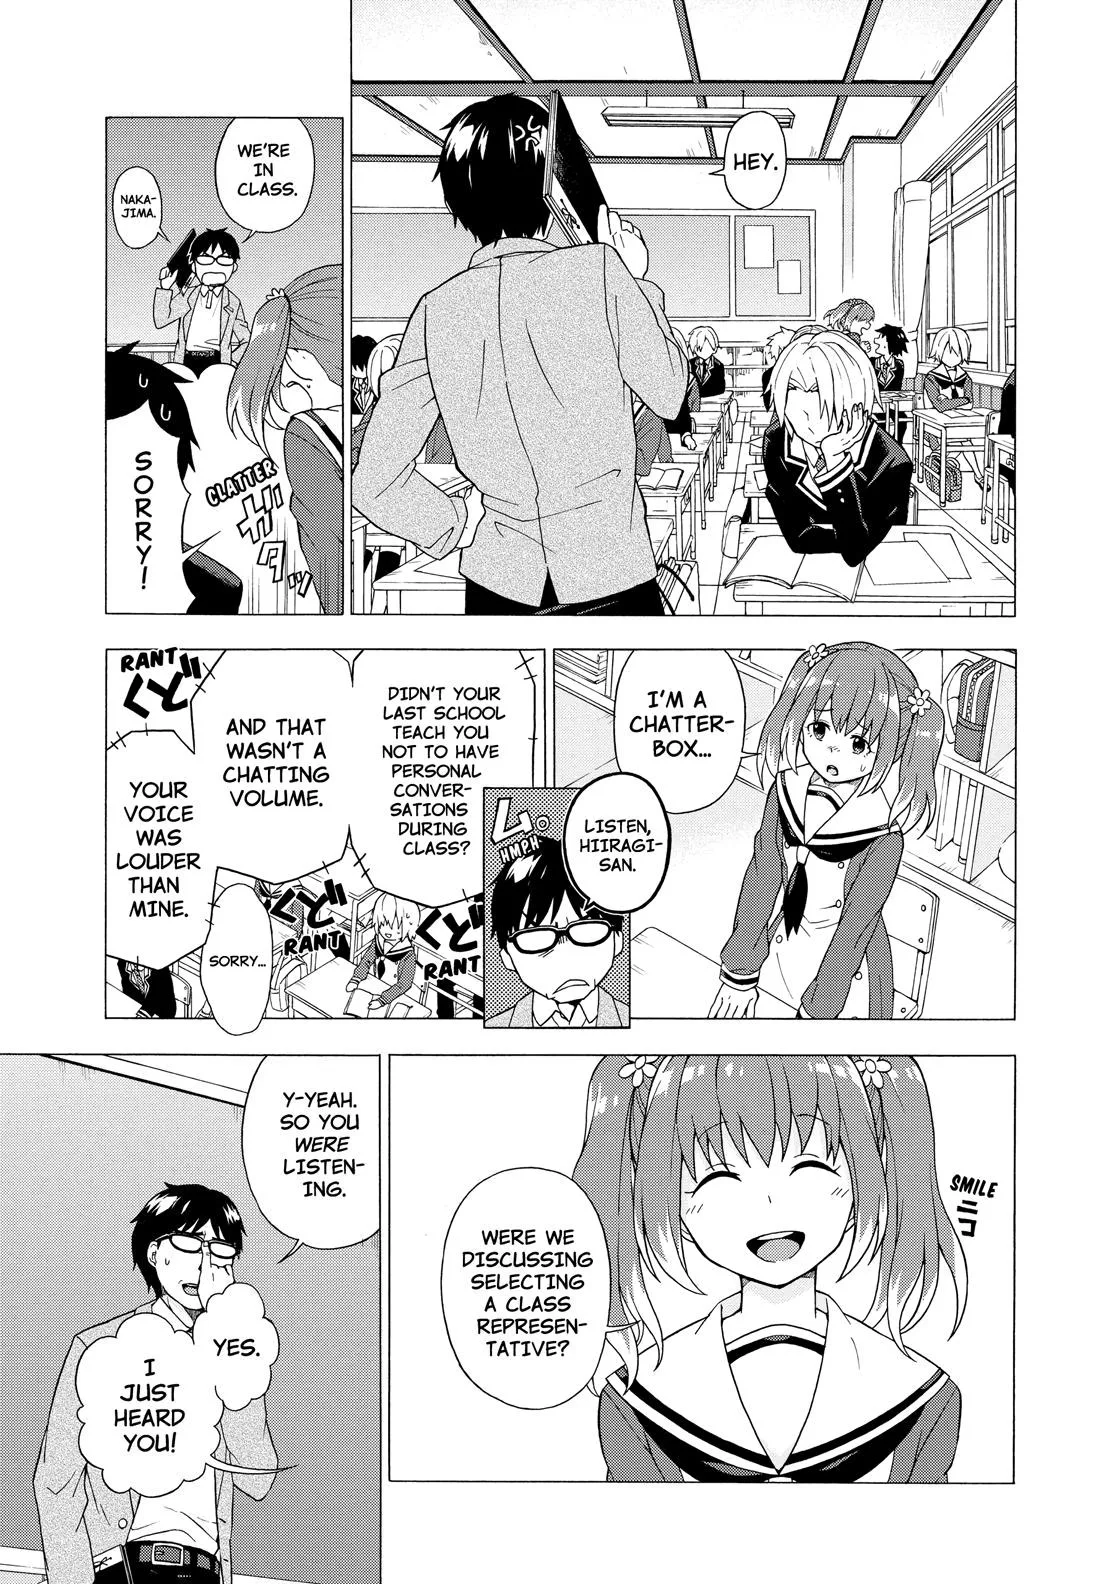 HEY.
WE'RE
IN
CLASS.
NAKA-
JIMA.
SORRY!
CLATTER
ガタッ
I'M A
CHATTER-
BOX...
LISTEN,
HIIRAGI-
SAN.
ム。
HMPH
DIDN'T YOUR
LAST SCHOOL
TEACH YOU
NOT TO HAVE
PERSONAL
CONVER-
SATIONS
DURING
CLASS?
くど
RANT
AND THAT
WASN'T A
CHATTING
VOLUME.
くど
RANT
YOUR
VOICE WAS
LOUDER
THAN
MINE.
RANT
くど
SORRY...
WERE WE
DISCUSSING
SELECTING
A CLASS
REPRESEN-
TATIVE?
SMILE
ニコ
Y-YEAH.
SO YOU
WERE
LISTEN-
ING.
YES.
I
JUST
HEARD
YOU!